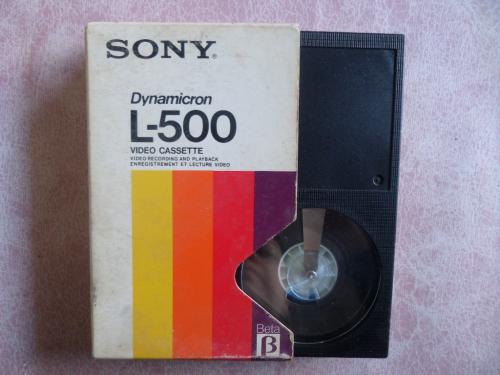 SONY®
Dynamicron
L-500
VIDEO CASSETTE
VIDEO RECORDING AND PLAYBACK
ENREGISTREMENT ET LECTURE VIDEO
Beta
β